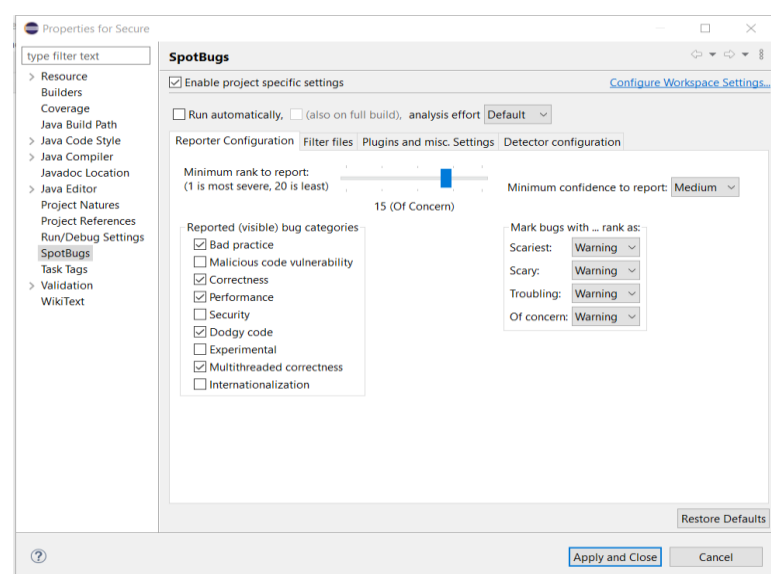 Properties for Secure
type filter text
SpotBugs
Resource
Builders
Coverage
Java Build Path
Java Code Style
Java Compiler
Javadoc Location
Java Editor
Project Natures
Project References
Run/Debug Settings
SpotBugs
Task Tags
Validation
WikiText
Enable project specific settings
Configure Workspace Settings...
Run automatically, (also on full build), analysis effort Default
Reporter Configuration Filter files Plugins and misc. Settings Detector configuration
Minimum rank to report:
(1 is most severe, 20 is least)
15 (Of Concern)
Minimum confidence to report: Medium
Reported (visible) bug categories
Bad practice
Malicious code vulnerability
Correctness
Performance
Security
Dodgy code
Experimental
Multithreaded correctness
Internationalization
Mark bugs with ... rank as:
Scariest: Warning
Scary: Warning
Troubling: Warning
Of concern: Warning
Restore Defaults
?
Apply and Close
Cancel